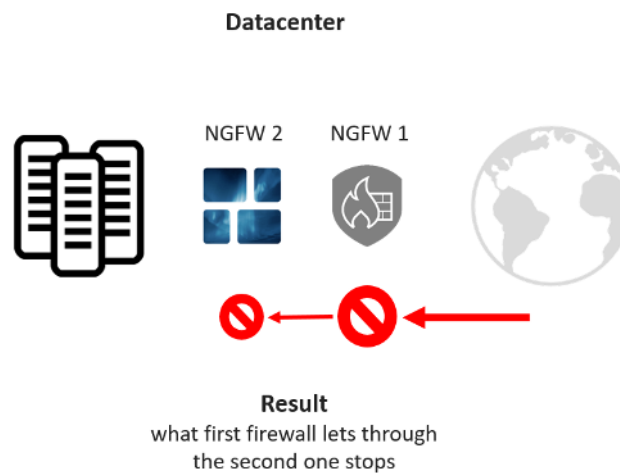 Datacenter
NGFW 2
NGFW 1
Result
what first firewall lets through
the second one stops